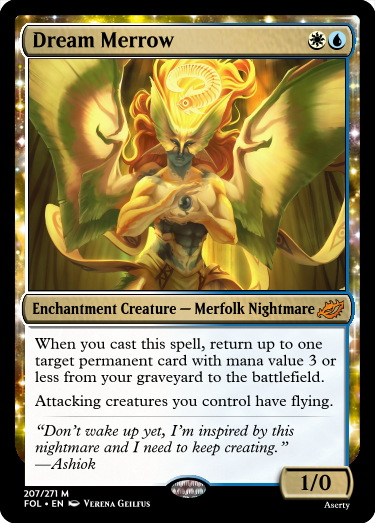 Dream Merrow
Enchantment Creature — Merfolk Nightmare
When you cast this spell, return up to one
target permanent card with mana value 3 or
less from your graveyard to the battlefield.
Attacking creatures you control have flying.
“Don’t wake up yet, I’m inspired by this
nightmare and I need to keep creating.”
—Ashiok
1/0
207/271 M
FOL • EN Verena Geilfus
Aserty